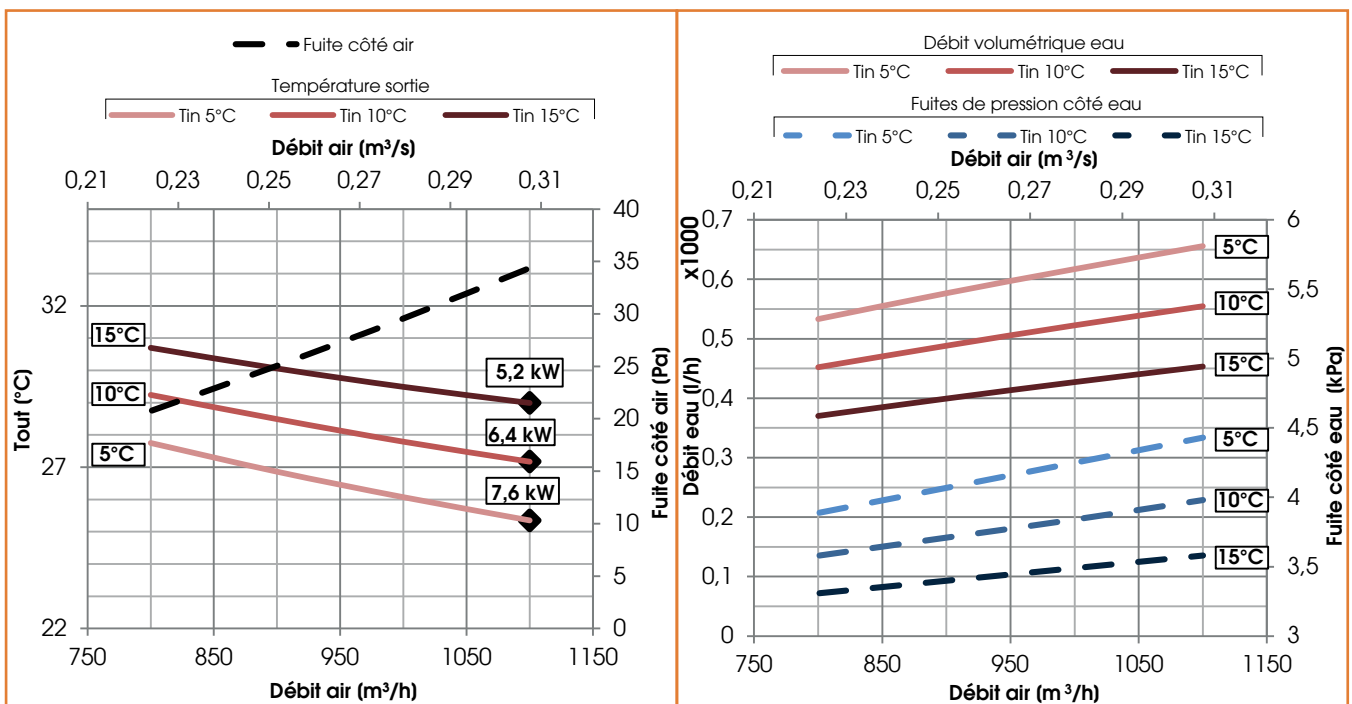 Fuite côté air
Température sortie
Tin 5°C Tin 10°C Tin 15°C
Débit air (m³/s)
0,21 0,23 0,25 0,27 0,29 0,31
40
35
30
25
20
15
10
5
0
Fuite côté air (Pa)
32
27
22
Tout (°C)
15°C
10°C
5°C
5,2 kW
6,4 kW
7,6 kW
750 850 950 1050 1150
Débit air (m³/h)
Débit volumétrique eau
Tin 5°C Tin 10°C Tin 15°C
Fuites de pression côté eau
Tin 5°C Tin 10°C Tin 15°C
Débit air (m³/s)
0,21 0,23 0,25 0,27 0,29 0,31
0,7
0,6
0,5
0,4
0,3
0,2
0,1
0
x1000
Débit eau (l/h)
5°C
10°C
15°C
5°C
10°C
15°C
6
5,5
5
4,5
4
3,5
3
Fuite côté eau (kPa)
750 850 950 1050 1150
Débit air (m³/h)